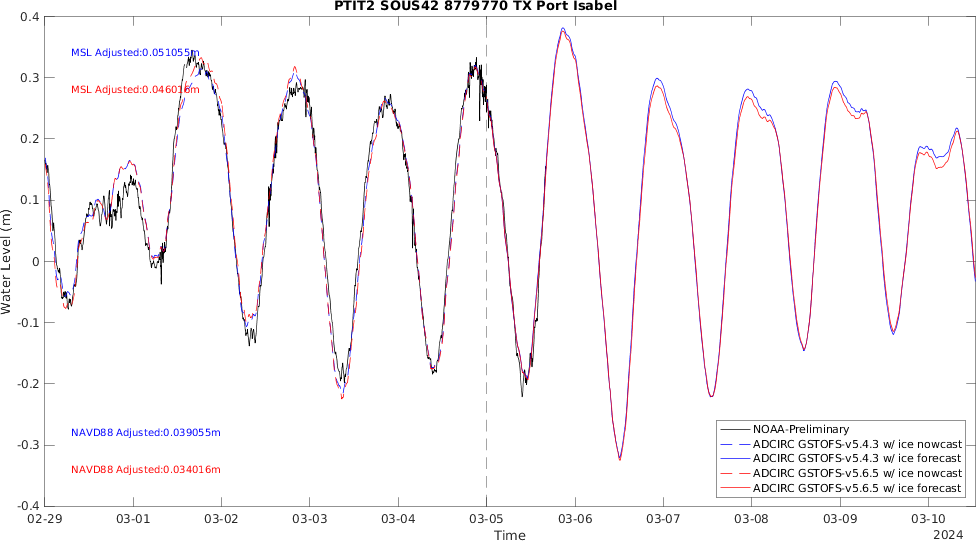 PTIT2 SOUS42 8779770 TX Port Isabel
0.4
0.3
0.2
0.1
0
-0.1
-0.2
-0.3
-0.4
Water Level (m)
MSL Adjusted:0.051055m
MSL Adjusted:0.046016m
NAVD88 Adjusted:0.039055m
NAVD88 Adjusted:0.034016m
NOAA-Preliminary
ADCIRC GSTOFS-v5.4.3 w/ ice nowcast
ADCIRC GSTOFS-v5.4.3 w/ ice forecast
ADCIRC GSTOFS-v5.6.5 w/ ice nowcast
ADCIRC GSTOFS-v5.6.5 w/ ice forecast
02-29 03-01 03-02 03-03 03-04 03-05 03-06 03-07 03-08 03-09 03-10
Time
2024